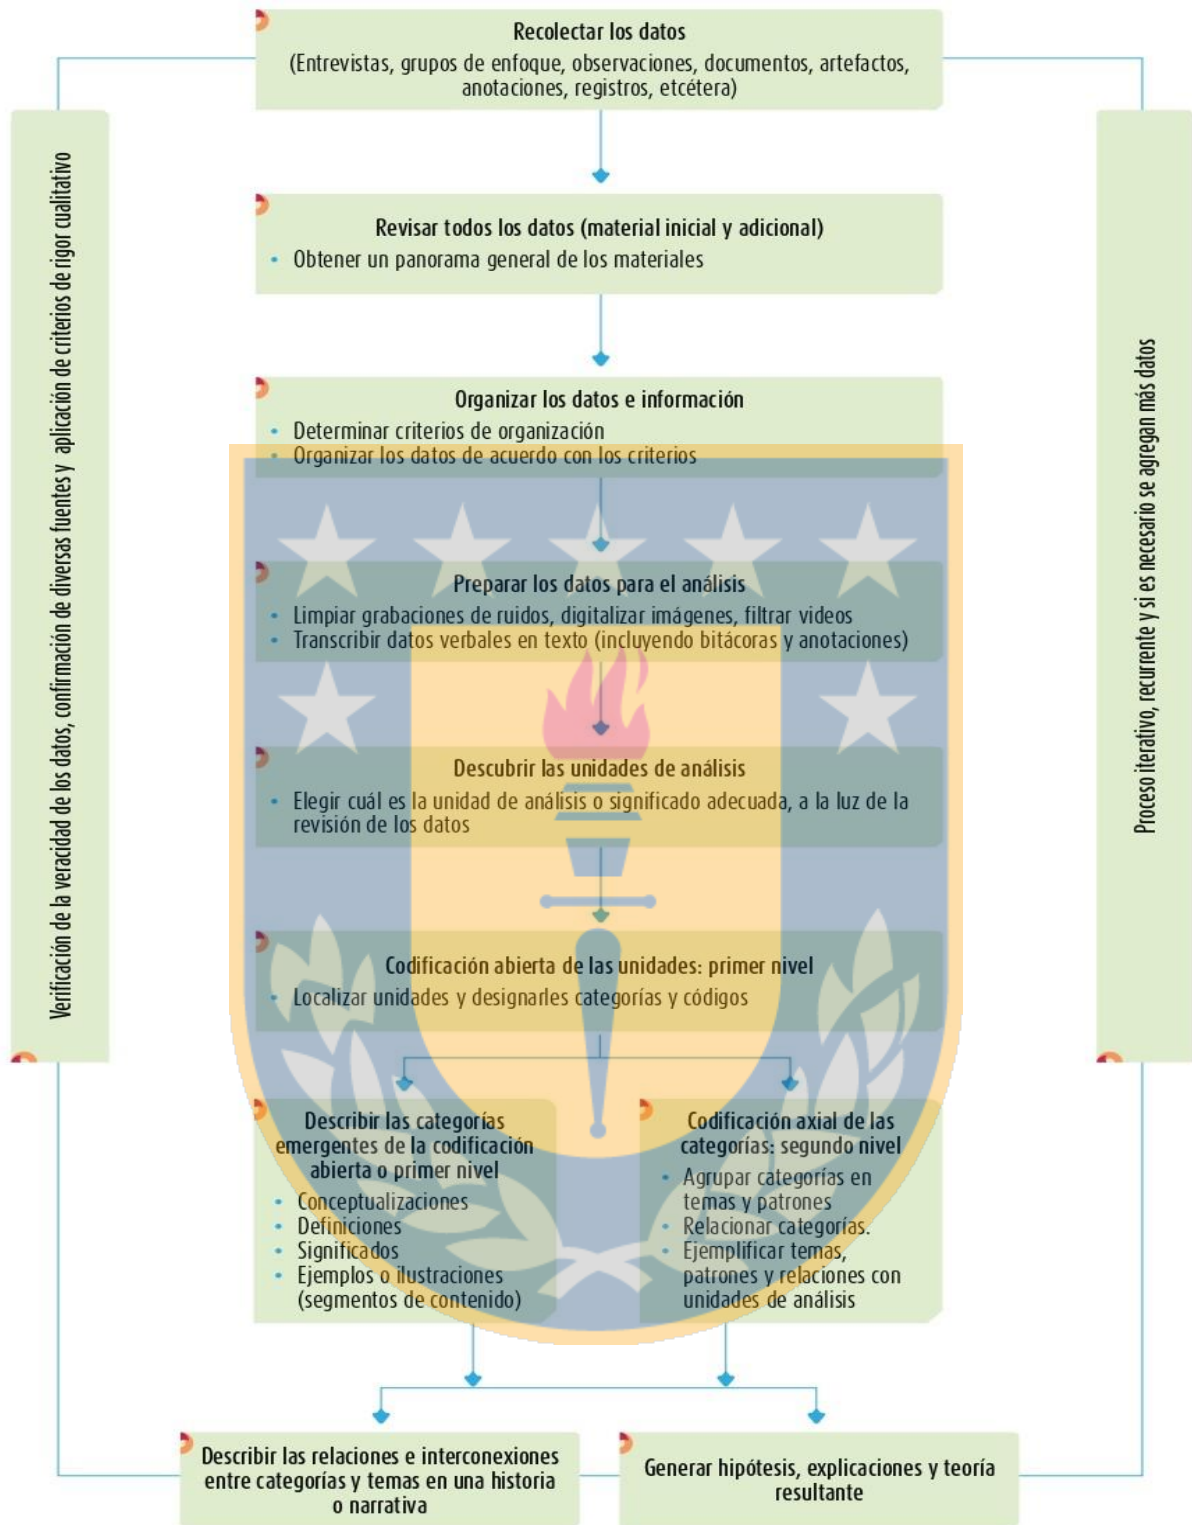 Recolectar los datos
(Entrevistas, grupos de enfoque, observaciones, documentos, artefactos,
anotaciones, registros, etcétera)
Verificación de la veracidad de los datos, confirmación de diversas fuentes y aplicación de criterios de rigor cualitativo
Proceso iterativo, recurrente y si es necesario se agregan más datos
Revisar todos los datos (material inicial y adicional)
• Obtener un panorama general de los materiales
Organizar los datos e información
• Determinar criterios de organización
• Organizar los datos de acuerdo con los criterios
Preparar los datos para el análisis
• Limpiar grabaciones de ruidos, digitalizar imágenes, filtrar videos
• Transcribir datos verbales en texto (incluyendo bitácoras y anotaciones)
Descubrir las unidades de análisis
• Elegir cuál es la unidad de análisis o significado adecuada, a la luz de la
revisión de los datos
Codificación abierta de las unidades: primer nivel
• Localizar unidades y designarles categorías y códigos
Describir las categorías
emergentes de la codificación
abierta o primer nivel
• Conceptualizaciones
• Definiciones
• Significados
• Ejemplos o ilustraciones
(segmentos de contenido)
Codificación axial de las
categorías: segundo nivel
• Agrupar categorías en
temas y patrones
• Relacionar categorías.
• Ejemplificar temas,
patrones y relaciones con
unidades de análisis
Describir las relaciones e interconexiones
entre categorías y temas en una historia
o narrativa
Generar hipótesis, explicaciones y teoría
resultante